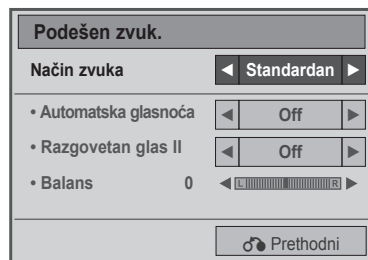 Podešen zvuk.
Način zvuka ◄ Standardan ►
• Automatska glasnoća ◄ Off ►
• Razgovetan glas II ◄ Off ►
• Balans 0 ◄ L R ►
Prethodni